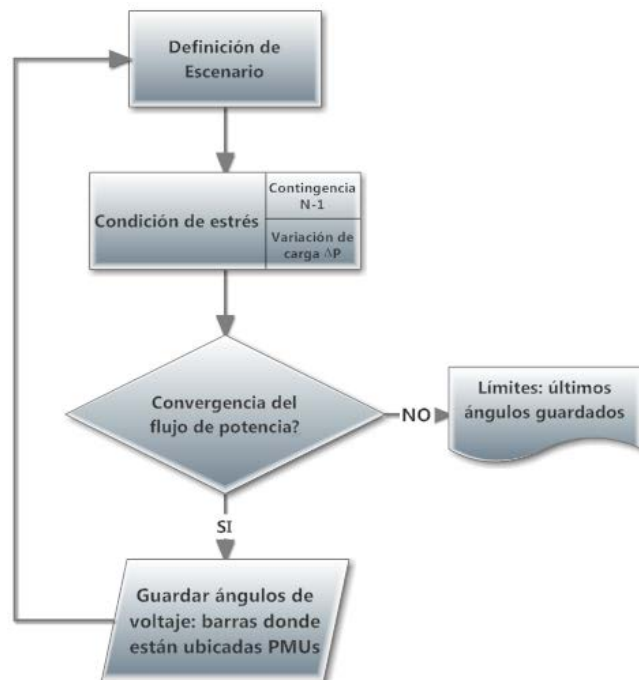 Definición de
Escenario
Condición de estrés
Contingencia
N-1
Variación de
carga ΔP
Convergencia del
flujo de potencia?
NO
Límites: últimos
ángulos guardados
SI
Guardar ángulos de
voltaje: barras donde
están ubicadas PMUs